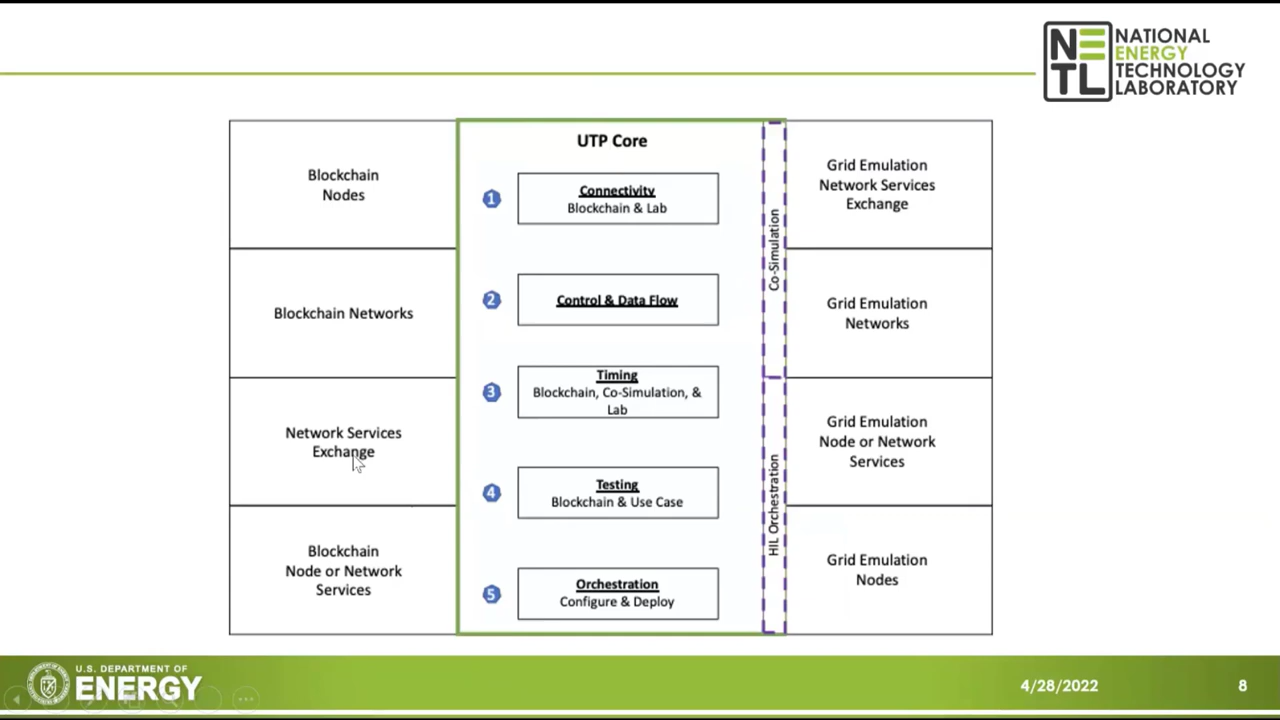 NE
TL
NATIONAL
ENERGY
TECHNOLOGY
LABORATORY
Blockchain
Nodes
Blockchain Networks
Network Services
Exchange
Blockchain
Node or Network
Services
UTP Core
1
Connectivity
Blockchain & Lab
2
Control & Data Flow
3
Timing
Blockchain, Co-Simulation, &
Lab
4
Testing
Blockchain & Use Case
5
Orchestration
Configure & Deploy
Co-Simulation
HIL Orchestration
Grid Emulation
Network Services
Exchange
Grid Emulation
Networks
Grid Emulation
Node or Network
Services
Grid Emulation
Nodes
U.S. DEPARTMENT OF
ENERGY
4/28/2022
8